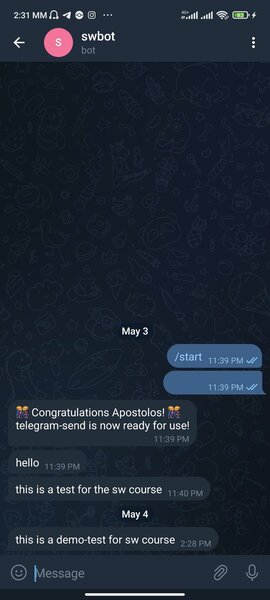 2:31 MM
82
S
swbot
bot
May 3
/start 11:39 PM
11:39 PM
🎊 Congratulations Apostolos! 🎊
telegram-send is now ready for use!
11:39 PM
hello 11:39 PM
this is a test for the sw course 11:40 PM
May 4
this is a demo-test for sw course 2:28 PM
Message